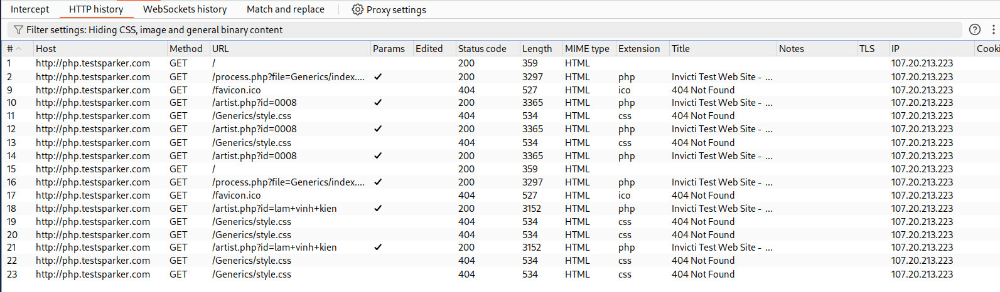 Intercept HTTP history WebSockets history Match and replace Proxy settings
Filter settings: Hiding CSS, image and general binary content
# Host Method URL Params Edited Status code Length MIME type Extension Title Notes TLS IP Cooki
1 http://php.testsparker.com GET / 200 359 HTML 107.20.213.223
2 http://php.testsparker.com GET /process.php?file=Generics/index.... ✓ 200 3297 HTML php Invicti Test Web Site - ... 107.20.213.223
9 http://php.testsparker.com GET /favicon.ico 404 527 HTML ico 404 Not Found 107.20.213.223
10 http://php.testsparker.com GET /artist.php?id=0008 ✓ 200 3365 HTML php Invicti Test Web Site - ... 107.20.213.223
11 http://php.testsparker.com GET /Generics/style.css 404 534 HTML css 404 Not Found 107.20.213.223
12 http://php.testsparker.com GET /artist.php?id=0008 ✓ 200 3365 HTML php Invicti Test Web Site - ... 107.20.213.223
13 http://php.testsparker.com GET /Generics/style.css 404 534 HTML css 404 Not Found 107.20.213.223
14 http://php.testsparker.com GET /artist.php?id=0008 ✓ 200 3365 HTML php Invicti Test Web Site - ... 107.20.213.223
15 http://php.testsparker.com GET / 200 359 HTML 107.20.213.223
16 http://php.testsparker.com GET /process.php?file=Generics/index.... ✓ 200 3297 HTML php Invicti Test Web Site - ... 107.20.213.223
17 http://php.testsparker.com GET /favicon.ico 404 527 HTML ico 404 Not Found 107.20.213.223
18 http://php.testsparker.com GET /artist.php?id=lam+vinh+kien ✓ 200 3152 HTML php Invicti Test Web Site - ... 107.20.213.223
19 http://php.testsparker.com GET /Generics/style.css 404 534 HTML css 404 Not Found 107.20.213.223
20 http://php.testsparker.com GET /Generics/style.css 404 534 HTML css 404 Not Found 107.20.213.223
21 http://php.testsparker.com GET /artist.php?id=lam+vinh+kien ✓ 200 3152 HTML php Invicti Test Web Site - ... 107.20.213.223
22 http://php.testsparker.com GET /Generics/style.css 404 534 HTML css 404 Not Found 107.20.213.223
23 http://php.testsparker.com GET /Generics/style.css 404 534 HTML css 404 Not Found 107.20.213.223